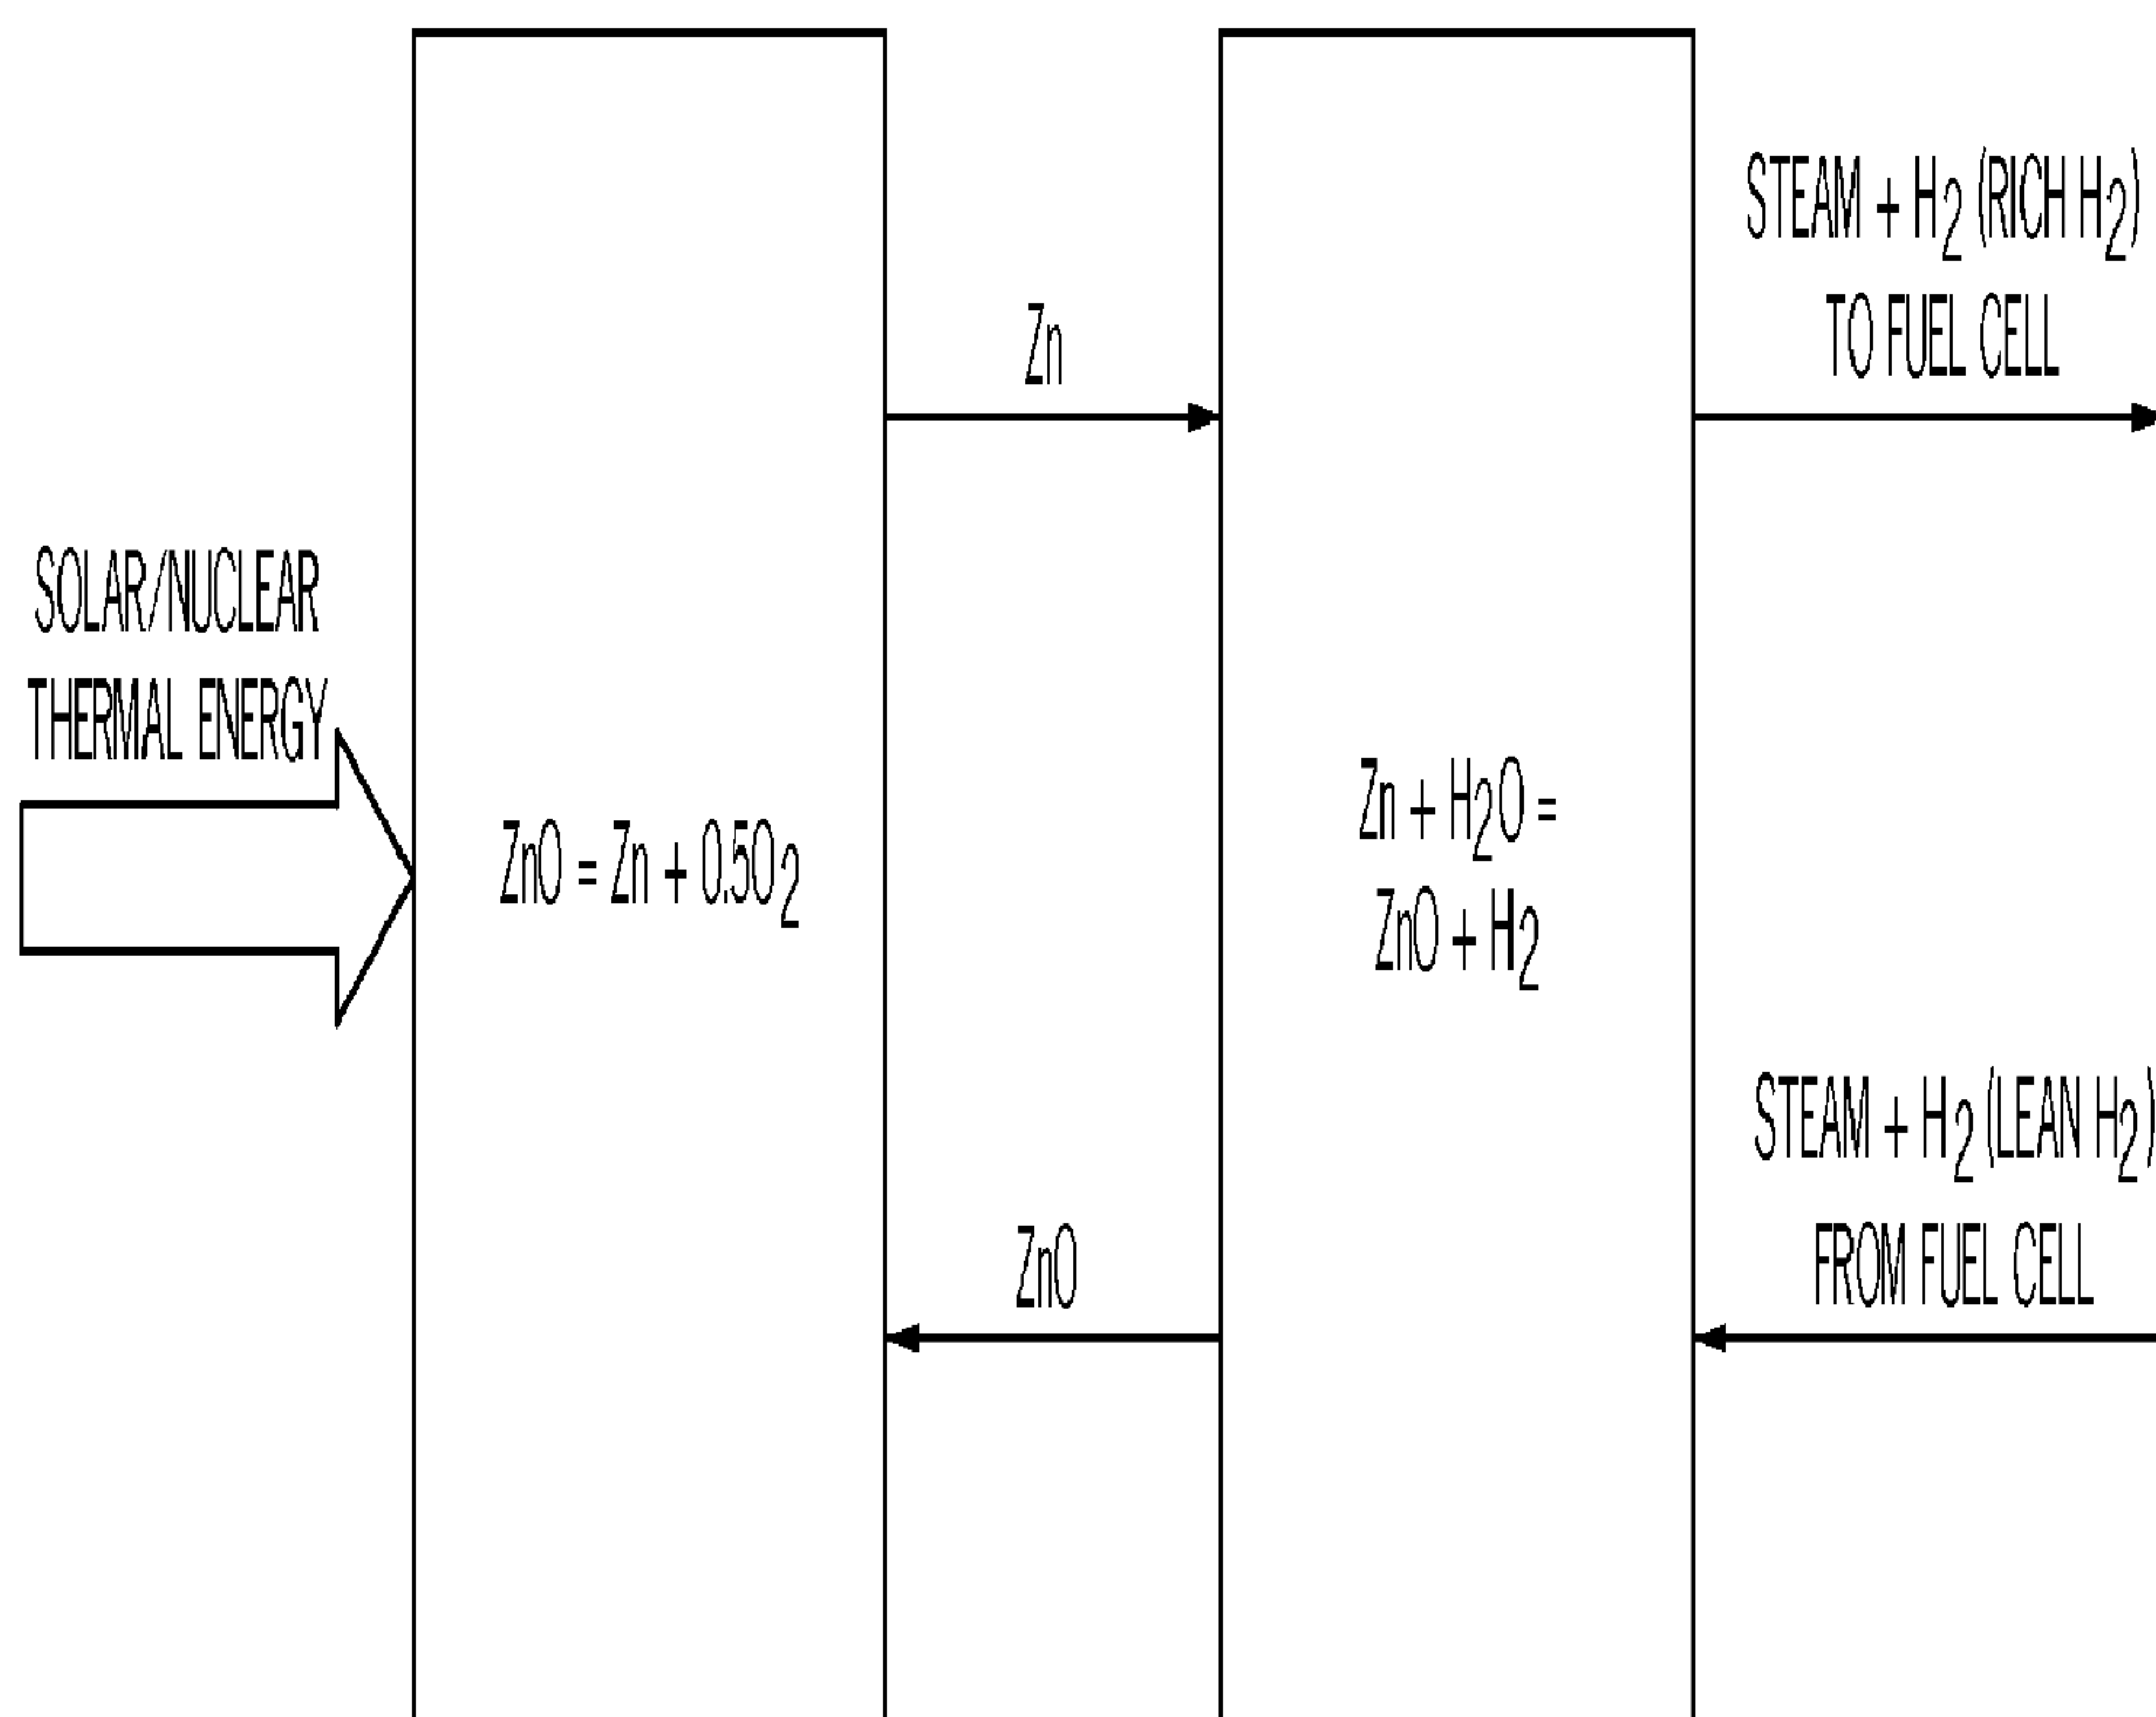 STEAM + H2 (RICH H2)
TO FUEL CELL
Zn
SOLAR/NUCLEAR
THERMAL ENERGY
ZnO = Zn + 0.5O2
Zn + H2O =
ZnO + H2
STEAM + H2 (LEAN H2)
FROM FUEL CELL
ZnO